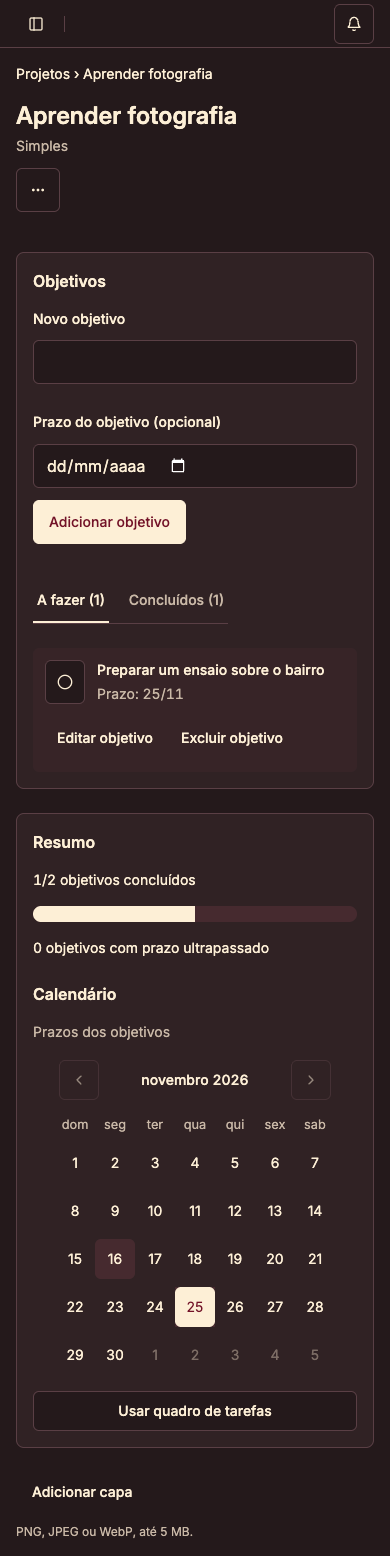 Projetos › Aprender fotografia
Aprender fotografia
Simples
...
Objetivos
Novo objetivo
Prazo do objetivo (opcional)
dd/mm/aaaa
Adicionar objetivo
A fazer (1) Concluídos (1)
Preparar um ensaio sobre o bairro
Prazo: 25/11
Editar objetivo Excluir objetivo
Resumo
1/2 objetivos concluídos
0 objetivos com prazo ultrapassado
Calendário
Prazos dos objetivos
novembro 2026
dom seg ter qua qui sex sab
1 2 3 4 5 6 7
8 9 10 11 12 13 14
15 16 17 18 19 20 21
22 23 24 25 26 27 28
29 30 1 2 3 4 5
Usar quadro de tarefas
Adicionar capa
PNG, JPEG ou WebP, até 5 MB.